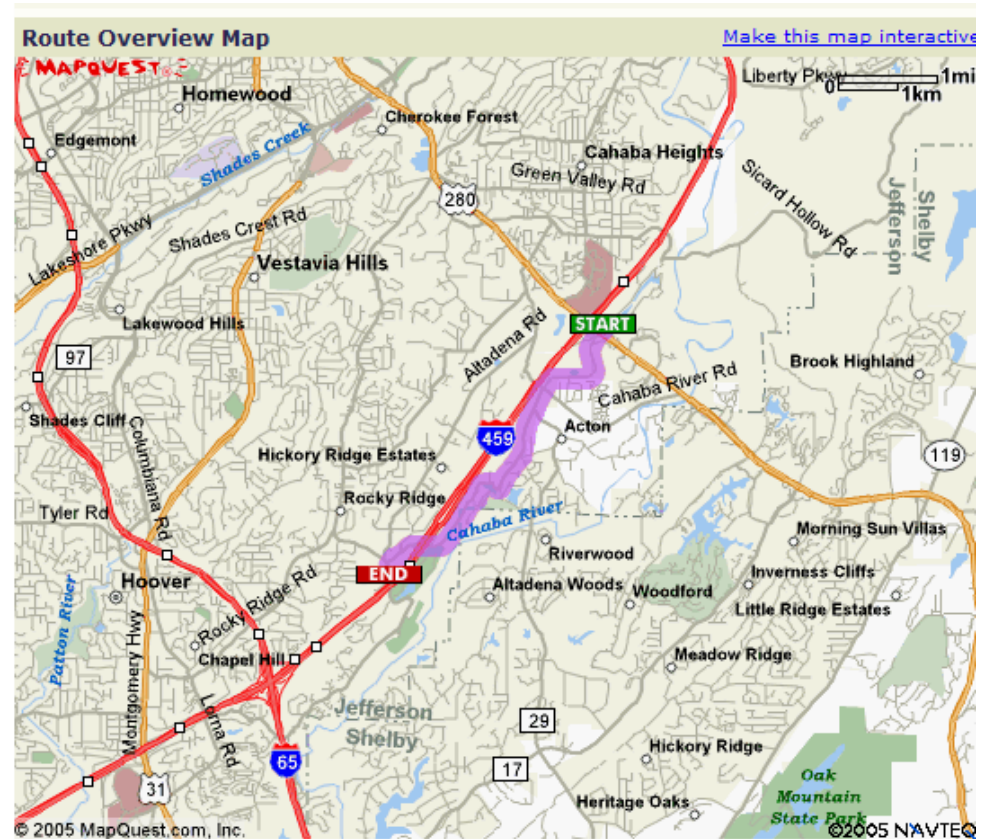 Route Overview Map
Make this map interactive
MAPQUEST
Liberty Pkwy
0 1mi
1km
Homewood
Cherokee Forest
Edgemont
Shades Creek
Cahaba Heights
Green Valley Rd
280
Sicard Hollow Rd
Shelby
Jefferson
Lakeshore Pkwy
Shades Crest Rd
Vestavia Hills
Lakewood Hills
START
Altadena Rd
97
Brook Highland
Cahaba River Rd
Shades Cliff
Columbiana Rd
Acton
459
Hickory Ridge Estates
119
Rocky Ridge
Tyler Rd
Cahaba River
Morning Sun Villas
Riverwood
Hoover
END
Altadena Woods
Woodford
Inverness Cliffs
Little Ridge Estates
Patton River
Rocky Ridge Rd
Chapel Hill
Meadow Ridge
Montgomery Hwy
Lorna Rd
Jefferson
Shelby
29
65
17
Hickory Ridge
31
Oak
Mountain
State Park
Heritage Oaks
© 2005 MapQuest.com, Inc.
©2005 NAVTEQ